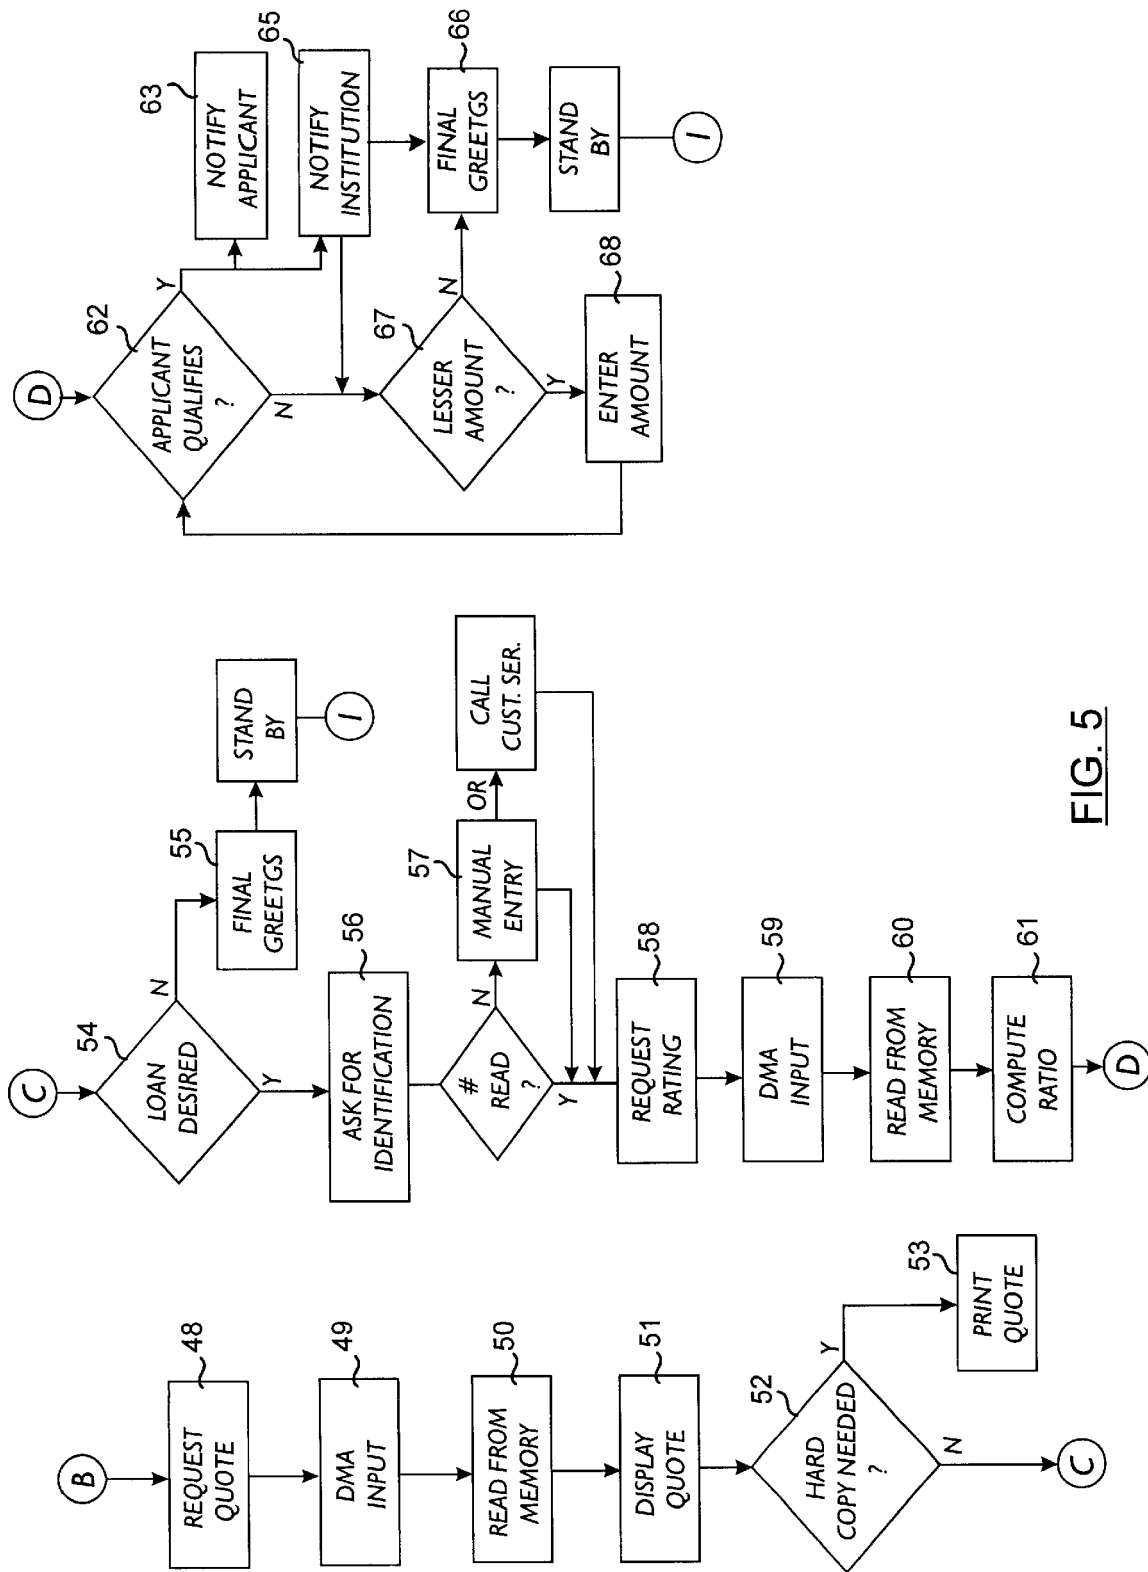 B
48
REQUEST
QUOTE
49
DMA
INPUT
50
READ FROM
MEMORY
51
DISPLAY
QUOTE
52
HARD
COPY NEEDED
?
Y
53
PRINT
QUOTE
N
C
C
54
LOAN
DESIRED
N
55
FINAL
GREETGS
STAND
BY
I
Y
56
ASK FOR
IDENTIFICATION
#
READ
?
N
57
MANUAL
ENTRY
OR
CALL
CUST. SER.
Y
58
REQUEST
RATING
59
DMA
INPUT
60
READ FROM
MEMORY
61
COMPUTE
RATIO
D
D
62
APPLICANT
QUALIFIES
?
Y
63
NOTIFY
APPLICANT
65
NOTIFY
INSTITUTION
N
67
LESSER
AMOUNT
?
N
66
FINAL
GREETGS
STAND
BY
I
Y
68
ENTER
AMOUNT
FIG. 5